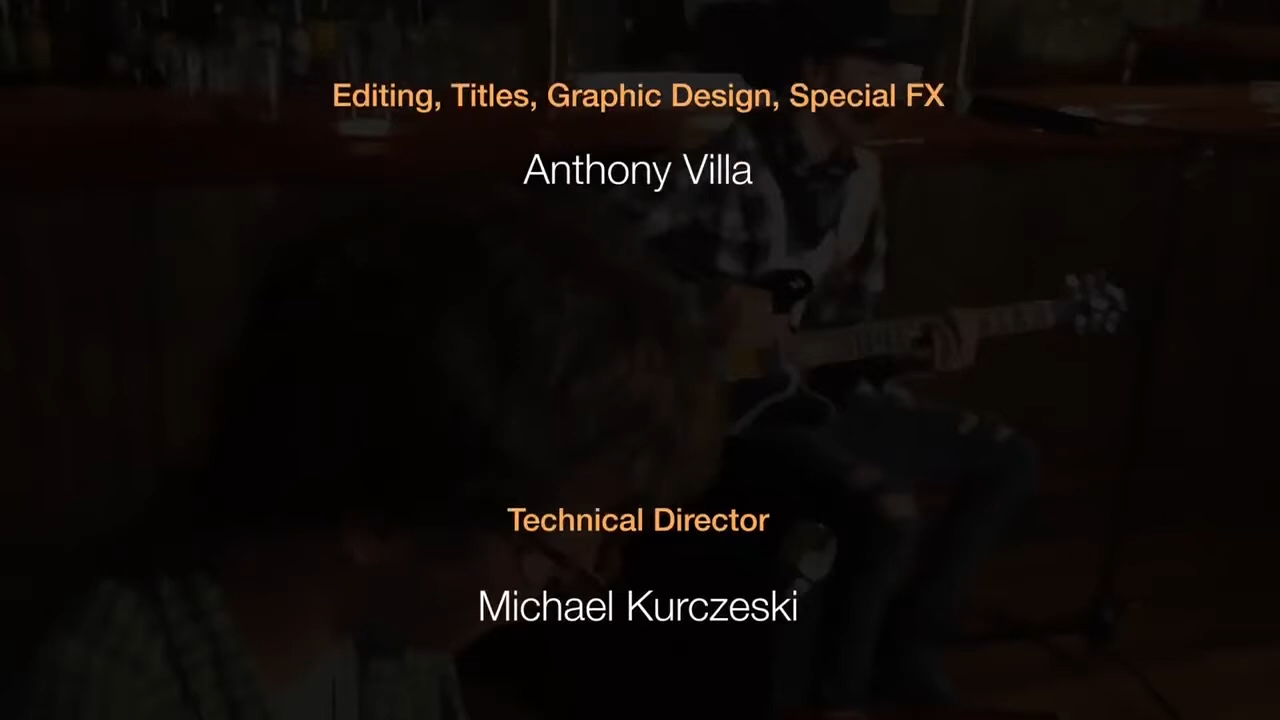 Editing, Titles, Graphic Design, Special FX
Anthony Villa
Technical Director
Michael Kurczeski